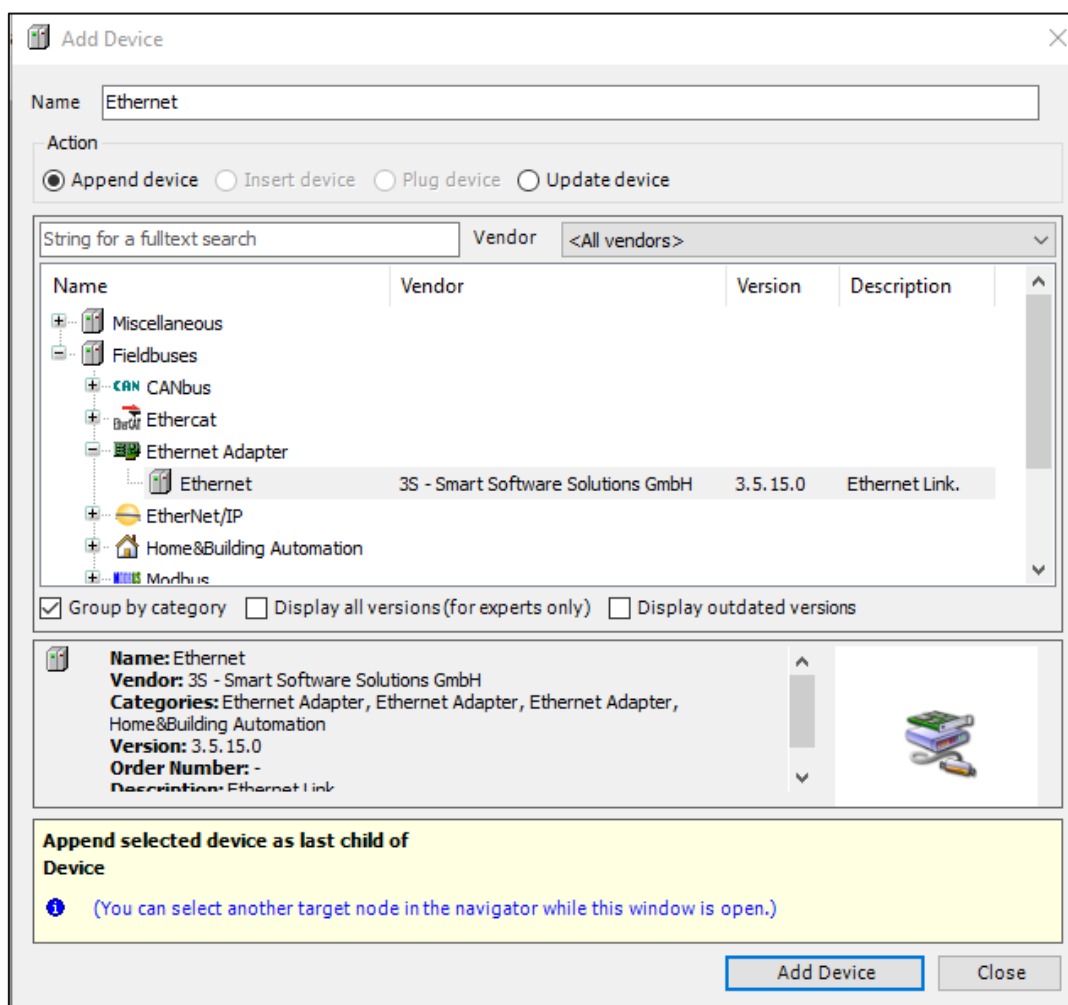 Add Device
Name Ethernet
Action
Append device Insert device Plug device Update device
String for a fulltext search Vendor <All vendors>
Name Vendor Version Description
Miscellaneous
Fieldbuses
CAN CANbus
EtherCAT Ethercat
Ethernet Adapter
Ethernet 3S - Smart Software Solutions GmbH 3.5.15.0 Ethernet Link.
EtherNet/IP
Home&Building Automation
Modbus
Group by category Display all versions (for experts only) Display outdated versions
Name: Ethernet
Vendor: 3S - Smart Software Solutions GmbH
Categories: Ethernet Adapter, Ethernet Adapter, Ethernet Adapter,
Home&Building Automation
Version: 3.5.15.0
Order Number: -
Description: Ethernet Link
Append selected device as last child of
Device
(You can select another target node in the navigator while this window is open.)
Add Device Close